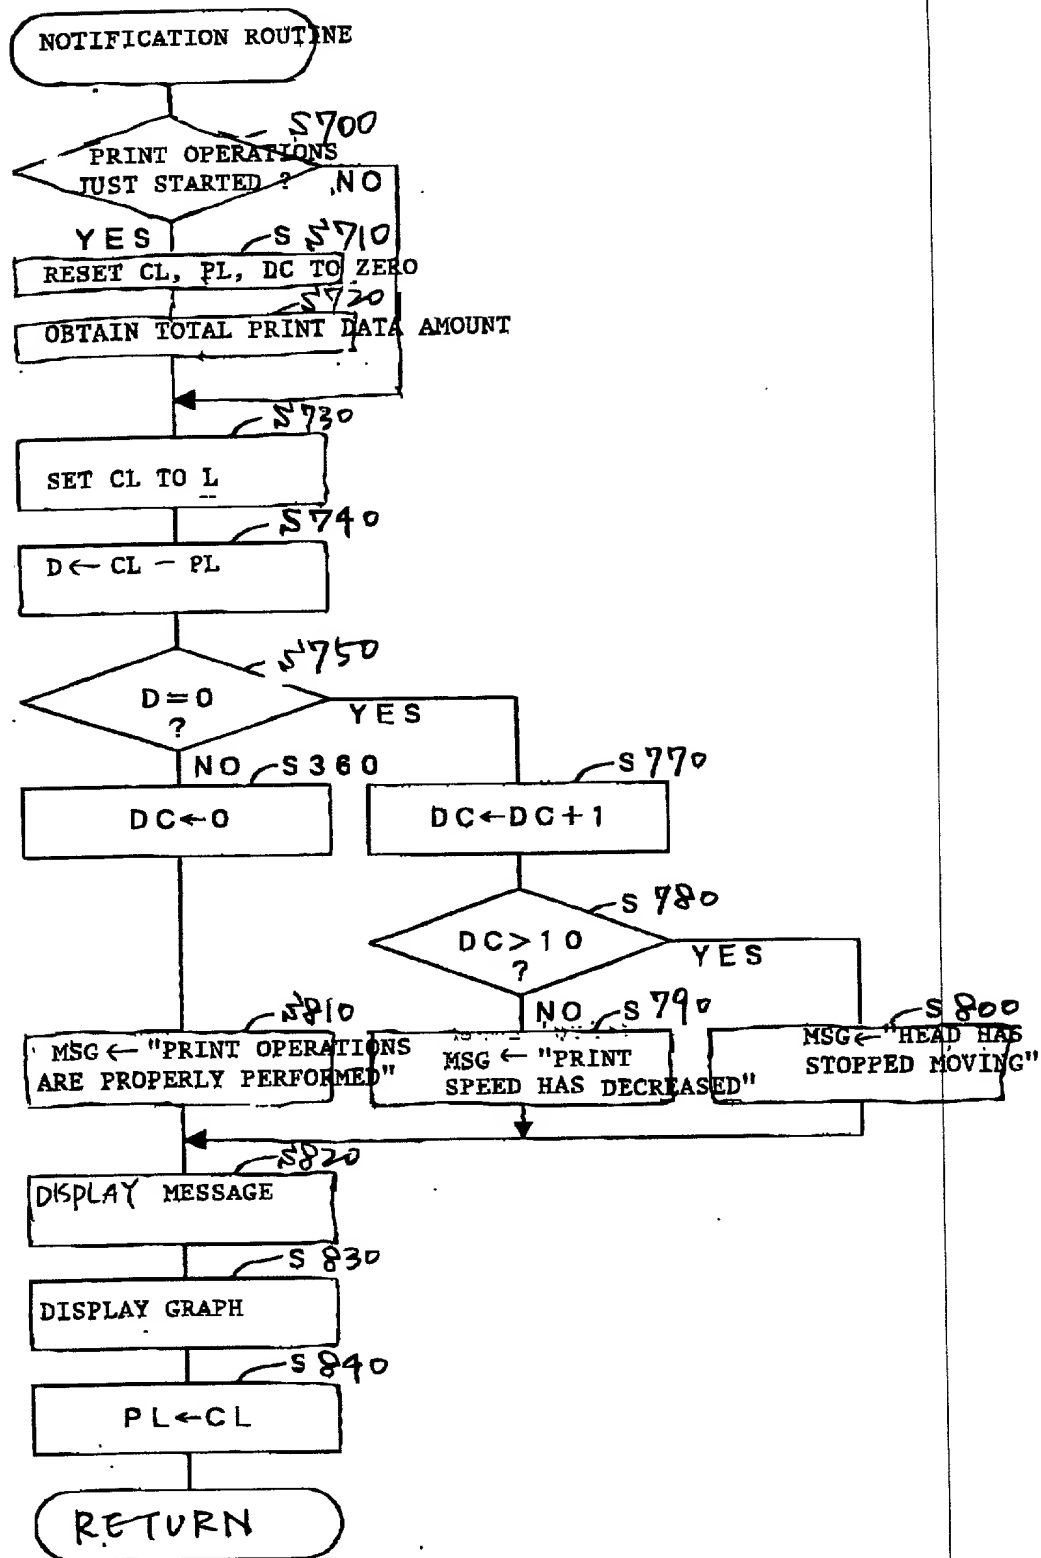 NOTIFICATION ROUTINE
S700
PRINT OPERATIONS
JUST STARTED ?
NO
YES
S S710
RESET CL, PL, DC TO ZERO
S720
OBTAIN TOTAL PRINT DATA AMOUNT
S730
SET CL TO L
S740
D ← CL − PL
S750
D=0
?
YES
NO
S360
DC←0
S770
DC←DC+1
S780
DC>10
?
YES
NO
S810
MSG ← "PRINT OPERATIONS
ARE PROPERLY PERFORMED"
S790
MSG ← "PRINT
SPEED HAS DECREASED"
S800
MSG ← "HEAD HAS
STOPPED MOVING"
S820
DISPLAY MESSAGE
S830
DISPLAY GRAPH
S840
PL←CL
RETURN